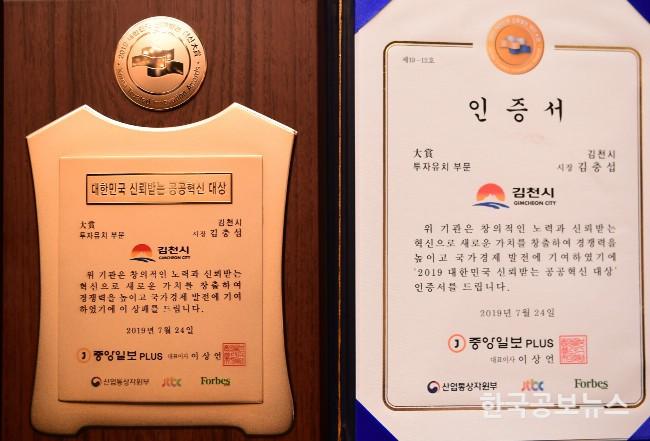 2019 대한민국
대한민국 신뢰받는 공공혁신 대상
大賞
투자유치 부문
김천시
시장 김충섭
김천시
GIMCHEON CITY
위 기관은 창의적인 노력과 신뢰받는
혁신으로 새로운 가치를 창출하여
경쟁력을 높이고 국가경제 발전에 기여
하였기에 이 상패를 드립니다.
2019년 7월 24일
중앙일보 PLUS 대표이사 이상언
산업통상자원부 jtbc Forbes
제19-12호
인증서
大賞
투자유치 부문
김천시
시장 김충섭
김천시
GIMCHEON CITY
위 기관은 창의적인 노력과 신뢰받는
혁신으로 새로운 가치를 창출하여 경쟁력을
높이고 국가경제 발전에 기여하였기에
'2019 대한민국 신뢰받는 공공혁신 대상'
인증서를 드립니다.
2019년 7월 24일
중앙일보 PLUS 대표이사 이상언
산업통상자원부 jtbc Forbes
한국공보뉴스